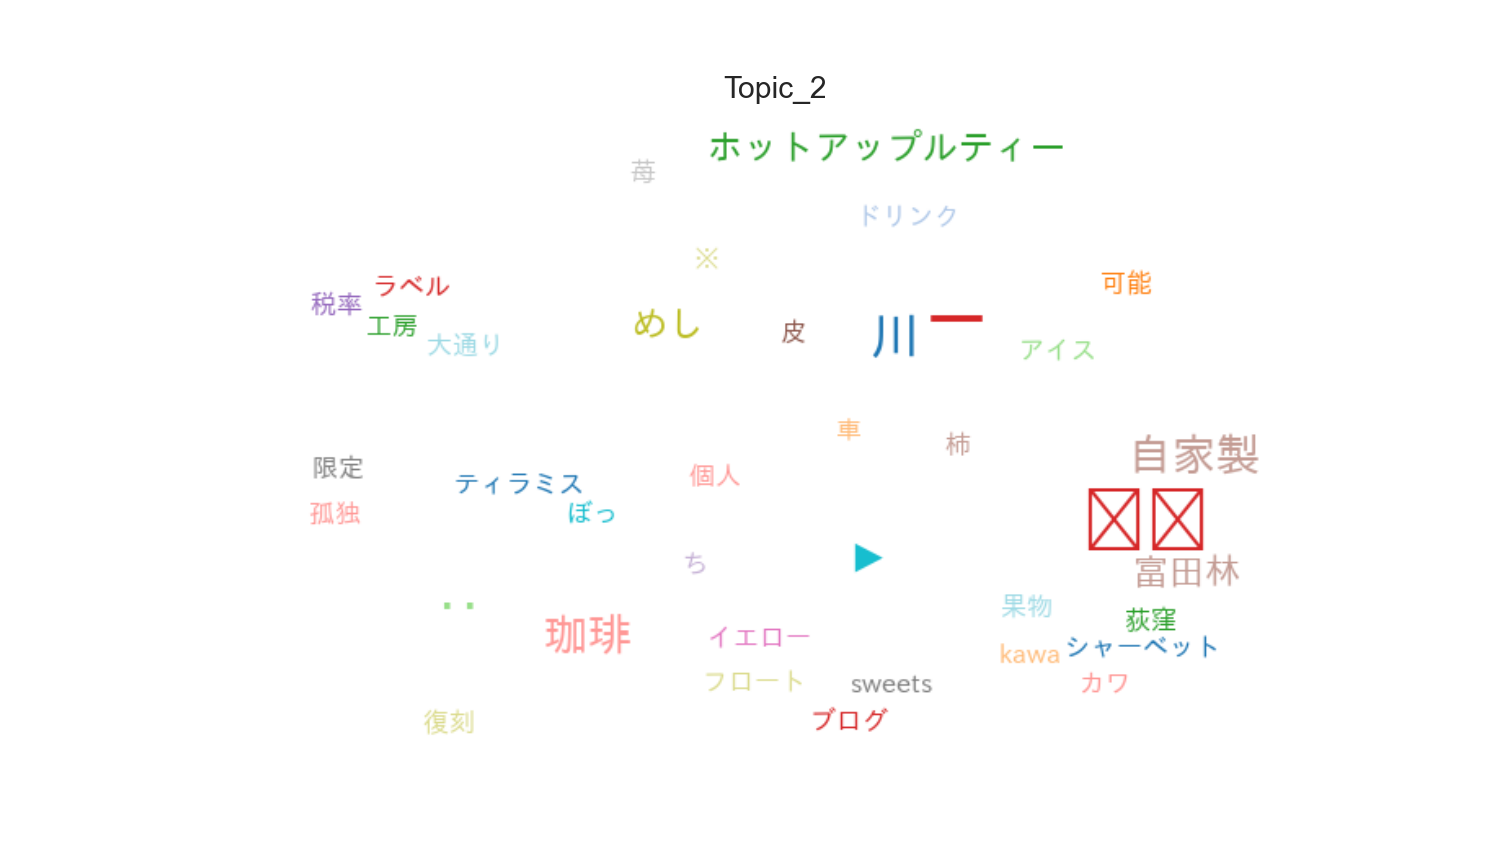 Topic_2
ホットアップルティー
苺
ドリンク
※
可能
ラベル
税率
工房
大通り
めし
皮
川
ー
アイス
車
柿
自家製
限定
ティラミス
個人
孤独
ぼっ
ち
▶
富田林
..
果物
荻窪
珈琲
イエロー
kawa
シャーベット
フロート
sweets
カワ
復刻
ブログ